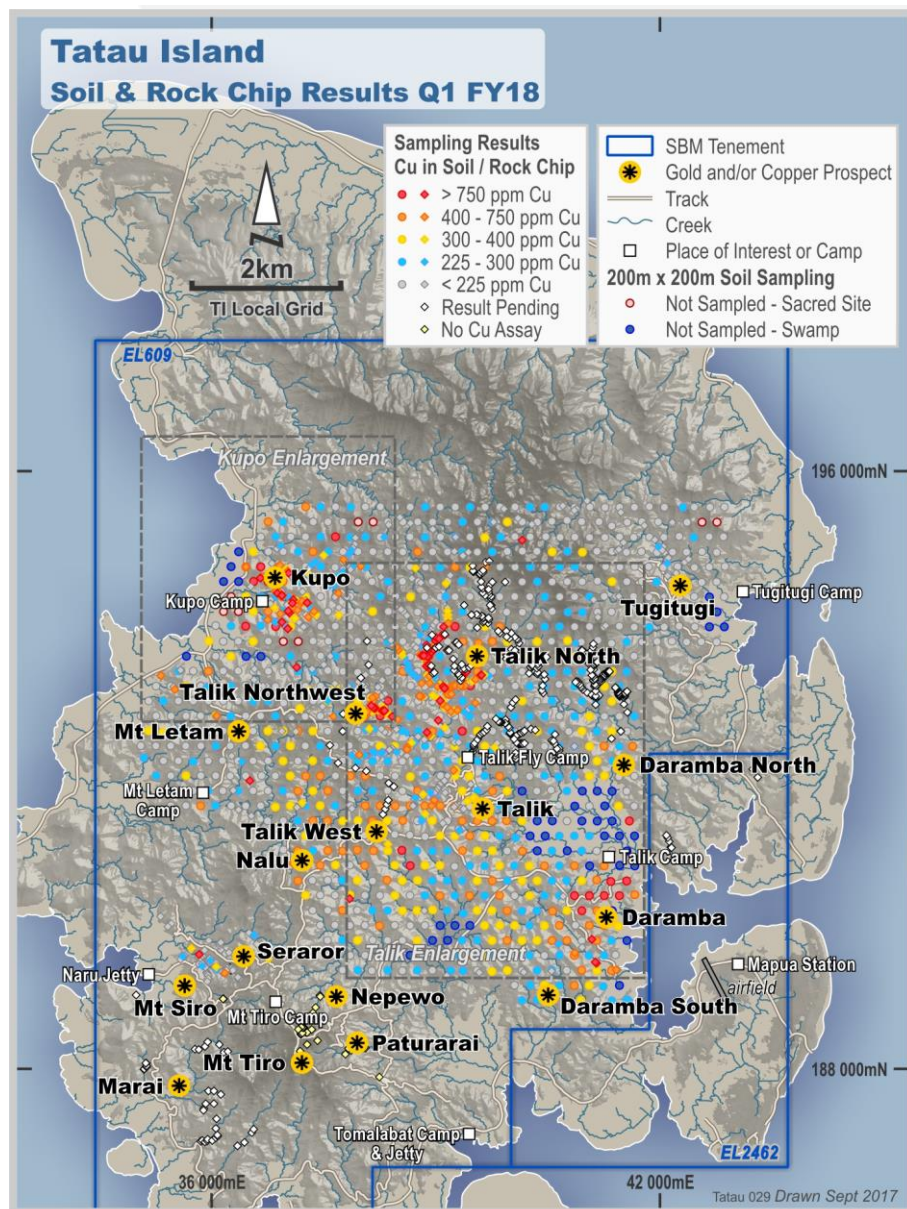 Tatau Island
Soil & Rock Chip Results Q1 FY18
Sampling Results
Cu in Soil / Rock Chip
> 750 ppm Cu
400 - 750 ppm Cu
300 - 400 ppm Cu
225 - 300 ppm Cu
< 225 ppm Cu
Result Pending
No Cu Assay
SBM Tenement
Gold and/or Copper Prospect
Track
Creek
Place of Interest or Camp
200m x 200m Soil Sampling
Not Sampled - Sacred Site
Not Sampled - Swamp
N
2km
TI Local Grid
EL609
Kupo Enlargement
196 000mN
Kupo
Kupo Camp
Tugitugi
Tugitugi Camp
Talik North
Talik Northwest
Mt Letam
Talik Fly Camp
Daramba North
Mt Letam
Camp
Talik
Talik West
Nalu
Talik Camp
Daramba
Seraror
Talik Enlargement
Naru Jetty
Mapua Station
airfield
Mt Siro
Mt Tiro Camp
Nepewo
Daramba South
Paturarai
Mt Tiro
188 000mN
Marai
Tomalabat Camp
& Jetty
EL2462
36 000mE
42 000mE
Tatau 029 Drawn Sept 2017